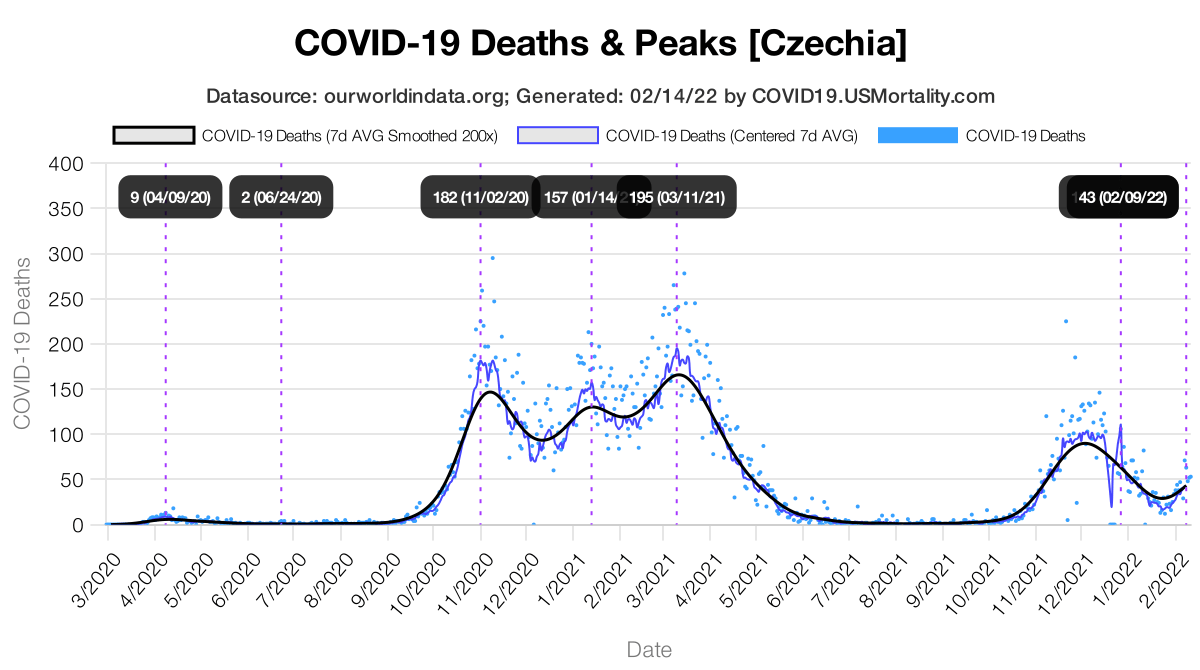 COVID-19 Deaths & Peaks [Czechia]
Datasource: ourworldindata.org; Generated: 02/14/22 by COVID19.USMortality.com
COVID-19 Deaths (7d AVG Smoothed 200x) COVID-19 Deaths (Centered 7d AVG) COVID-19 Deaths
400
9 (04/09/20) 2 (06/24/20) 182 (11/02/20) 157 (01/14/ 195 (03/11/21) 43 (02/09/22)
350
300
250
200
150
100
50
0
COVID-19 Deaths
3/2020 4/2020 5/2020 6/2020 7/2020 8/2020 9/2020 10/2020 11/2020 12/2020 1/2021 2/2021 3/2021 4/2021 5/2022 6/2021 7/2021 8/2021 9/2021 10/2021 11/2021 12/2021 1/2022 2/2022
Date